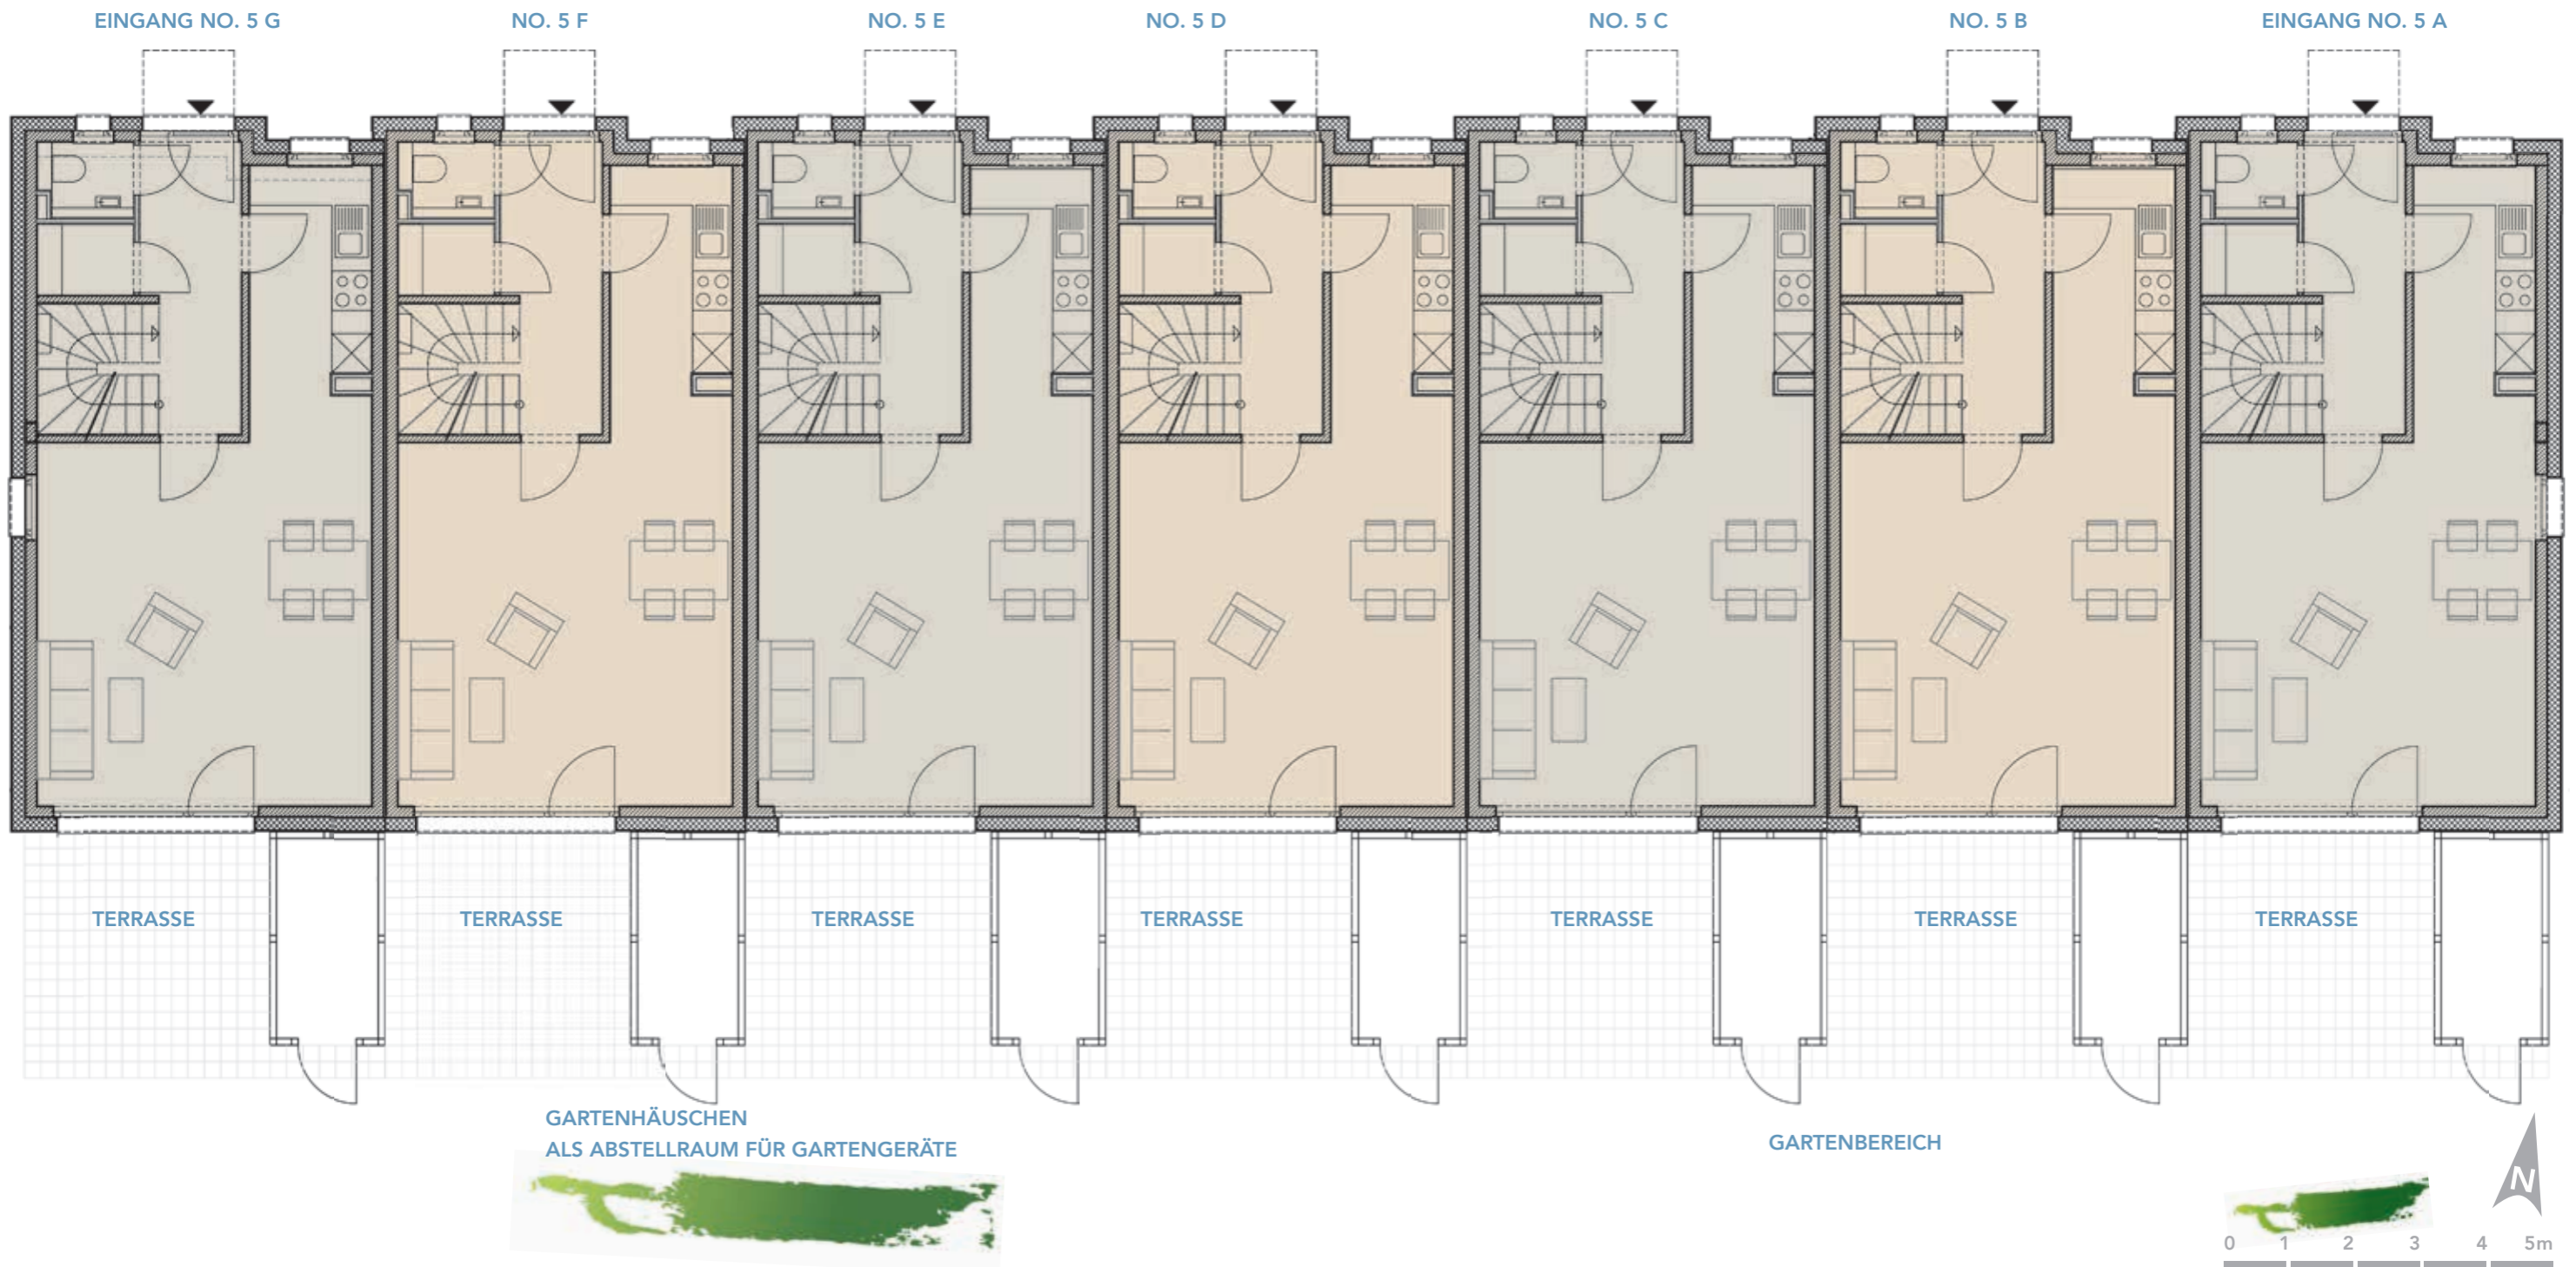 EINGANG NO. 5 G
NO. 5 F
NO. 5 E
NO. 5 D
NO. 5 C
NO. 5 B
EINGANG NO. 5 A
TERRASSE
TERRASSE
TERRASSE
TERRASSE
TERRASSE
TERRASSE
TERRASSE
GARTENHÄUSCHEN
ALS ABSTELLRAUM FÜR GARTENGERÄTE
GARTENBEREICH
N
0 1 2 3 4 5m